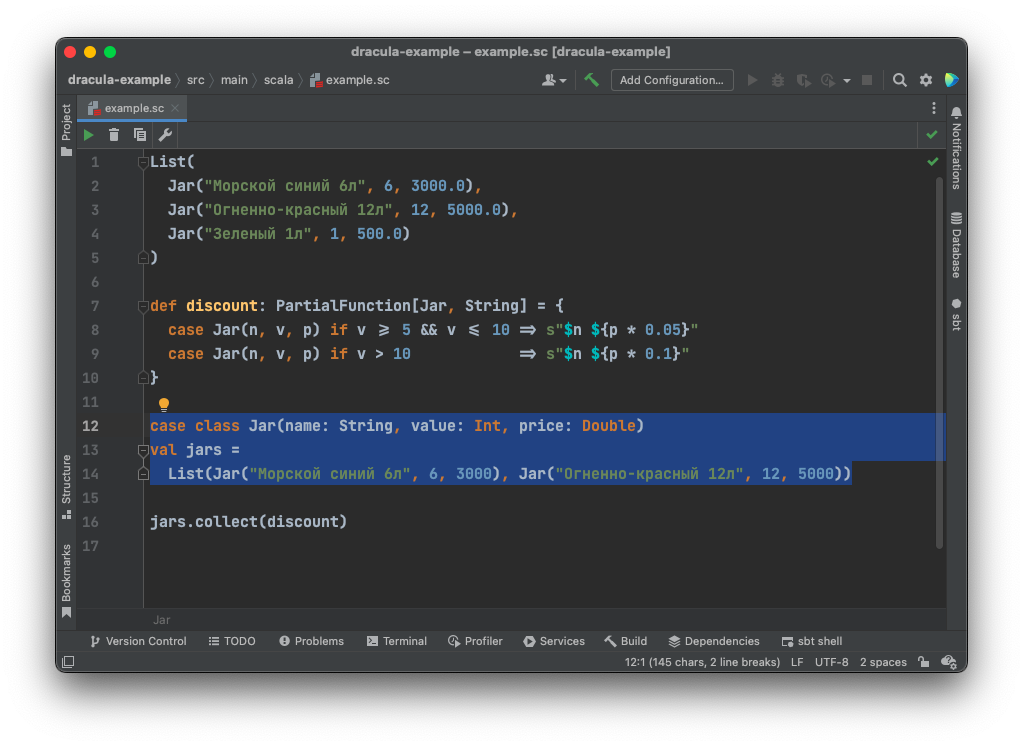 dracula-example – example.sc [dracula-example]
dracula-example src main scala example.sc Add Configuration...
example.sc
Project
Notifications
Database
sbt
Structure
Bookmarks
1 List(
2 Jar("Морской синий 6л", 6, 3000.0),
3 Jar("Огненно-красный 12л", 12, 5000.0),
4 Jar("Зеленый 1л", 1, 500.0)
5 )
6
7 def discount: PartialFunction[Jar, String] = {
8 case Jar(n, v, p) if v ⩾ 5 && v ⩽ 10 ⇒ s"$n ${p * 0.05}"
9 case Jar(n, v, p) if v > 10 ⇒ s"$n ${p * 0.1}"
10 }
11
12 case class Jar(name: String, value: Int, price: Double)
13 val jars =
14 List(Jar("Морской синий 6л", 6, 3000), Jar("Огненно-красный 12л", 12, 5000))
15
16 jars.collect(discount)
17
Jar
Version Control TODO Problems Terminal Profiler Services Build Dependencies sbt shell
12:1 (145 chars, 2 line breaks) LF UTF-8 2 spaces